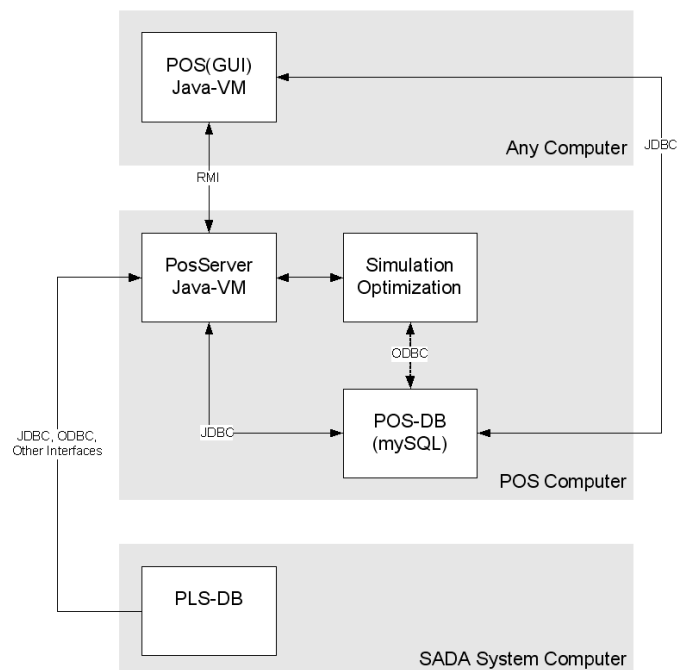 POS(GUI)
Java-VM
Any Computer
JDBC
RMI
PosServer
Java-VM
Simulation
Optimization
ODBC
JDBC
POS-DB
(mySQL)
JDBC, ODBC,
Other Interfaces
POS Computer
PLS-DB
SADA System Computer